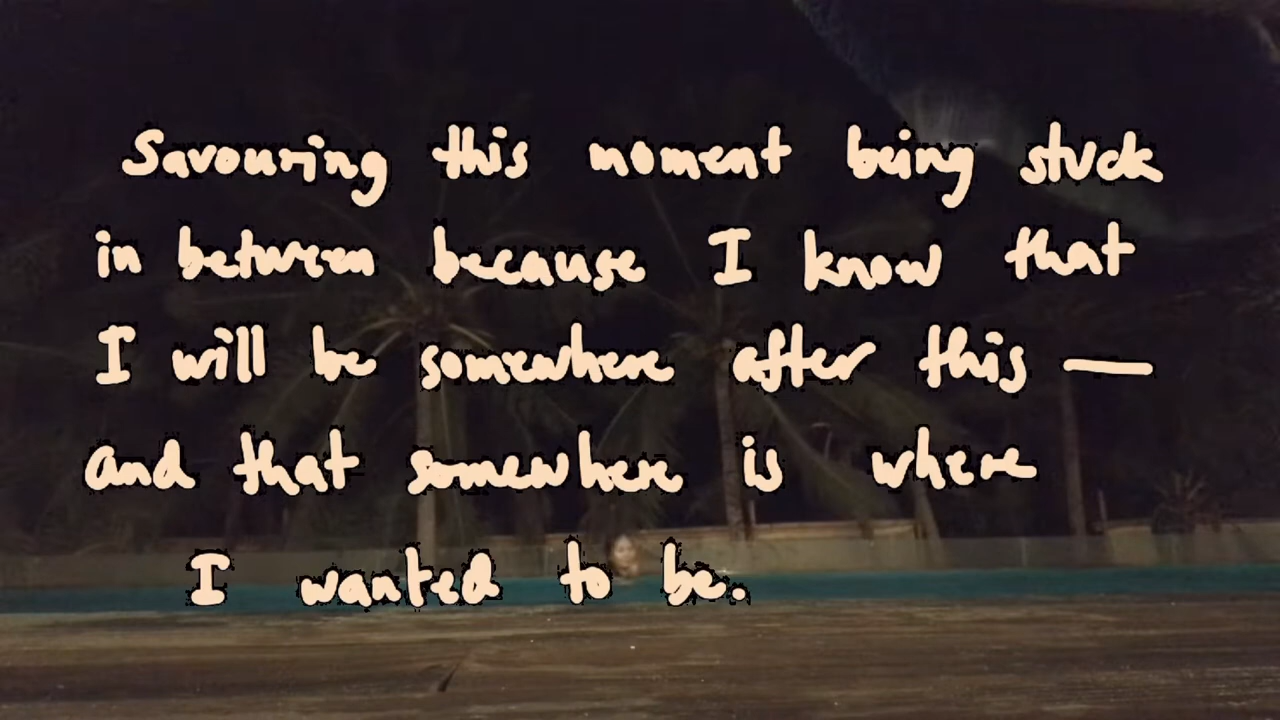 Savouring this moment being stuck
in between because I know that
I will be somewhere after this —
and that somewhere is where
I wanted to be.